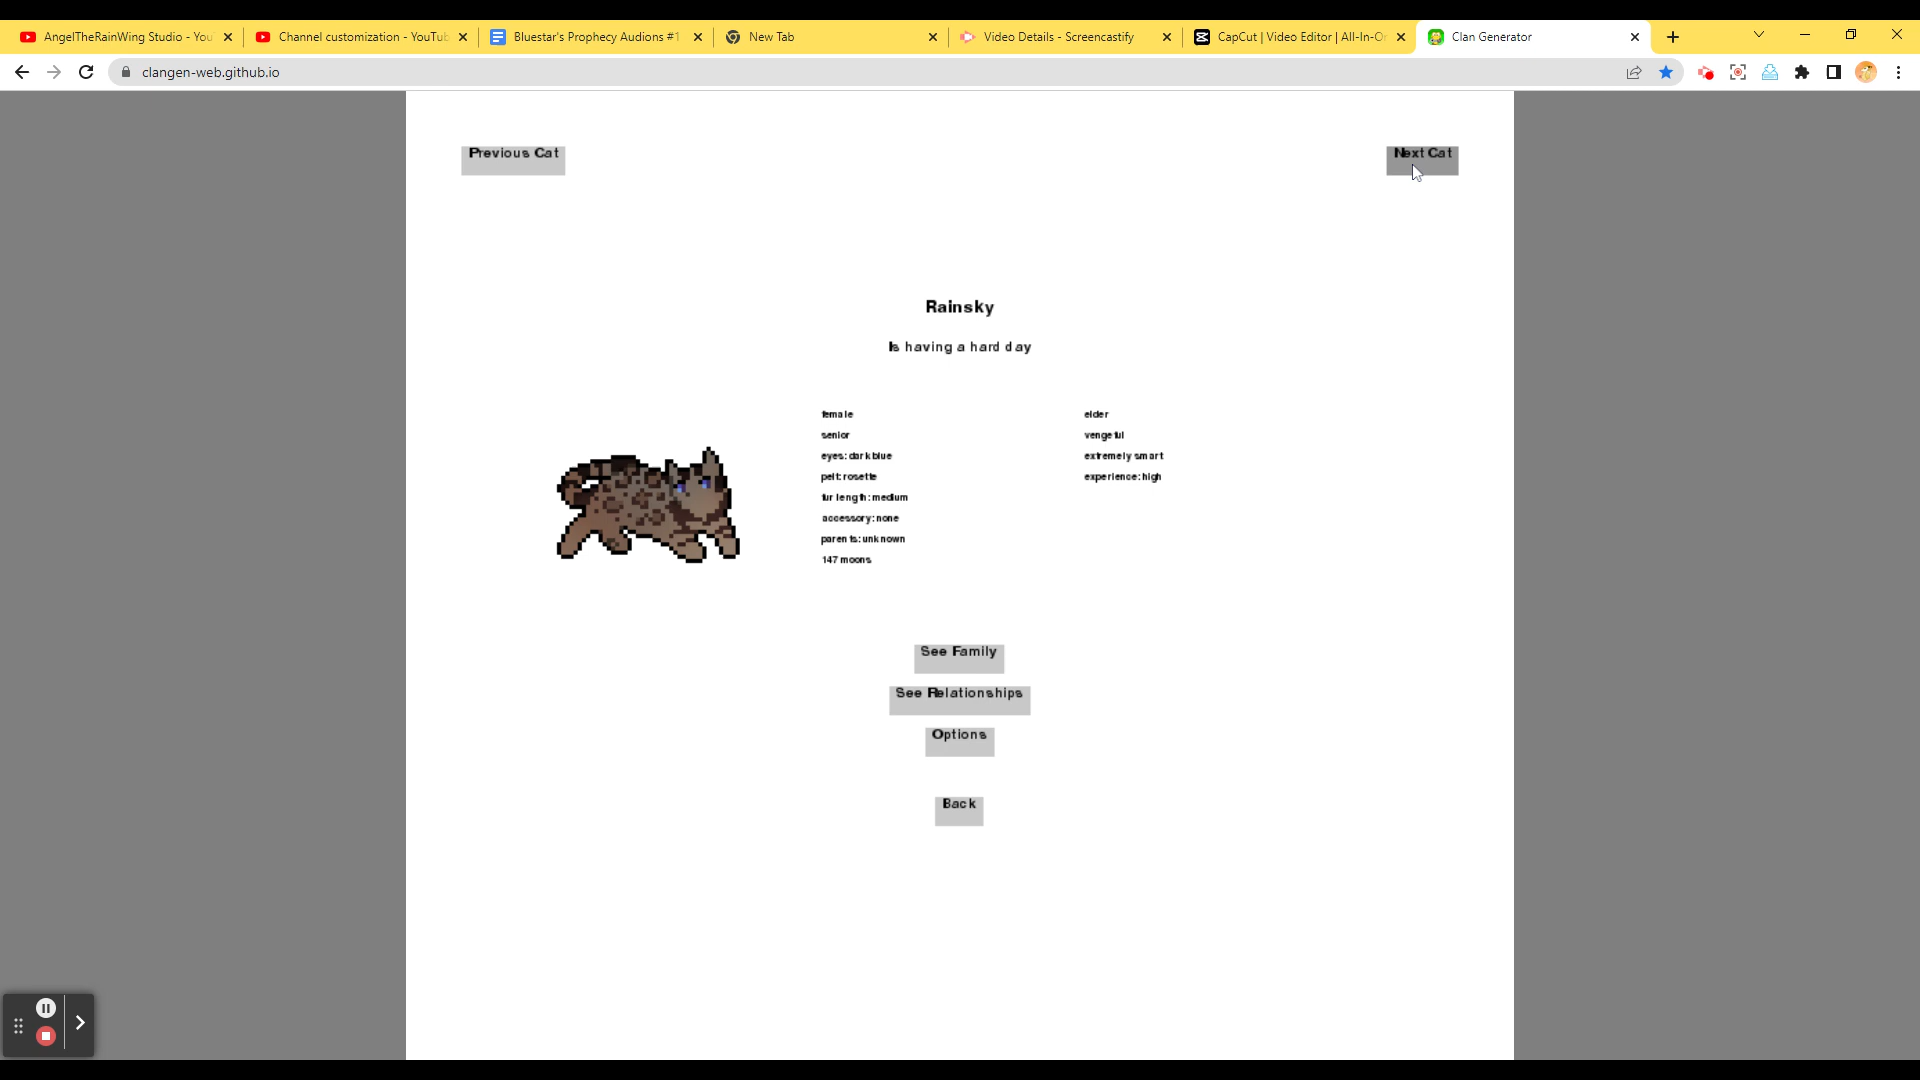 AngelTheRainWing Studio - You
Channel customization - YouTub
Bluestar's Prophecy Audions #1
New Tab
Video Details - Screencastify
CapCut | Video Editor | All-In-On
Clan Generator
clangen-web.github.io
Previous Cat
Next Cat
Rainsky
Is having a hard day
female
elder
senior
vengeful
eyes: dark blue
extremely smart
pelt: rosette
experience: high
fur length: medium
accessory: none
parents: unknown
147 moons
See Family
See Relationships
Options
Back